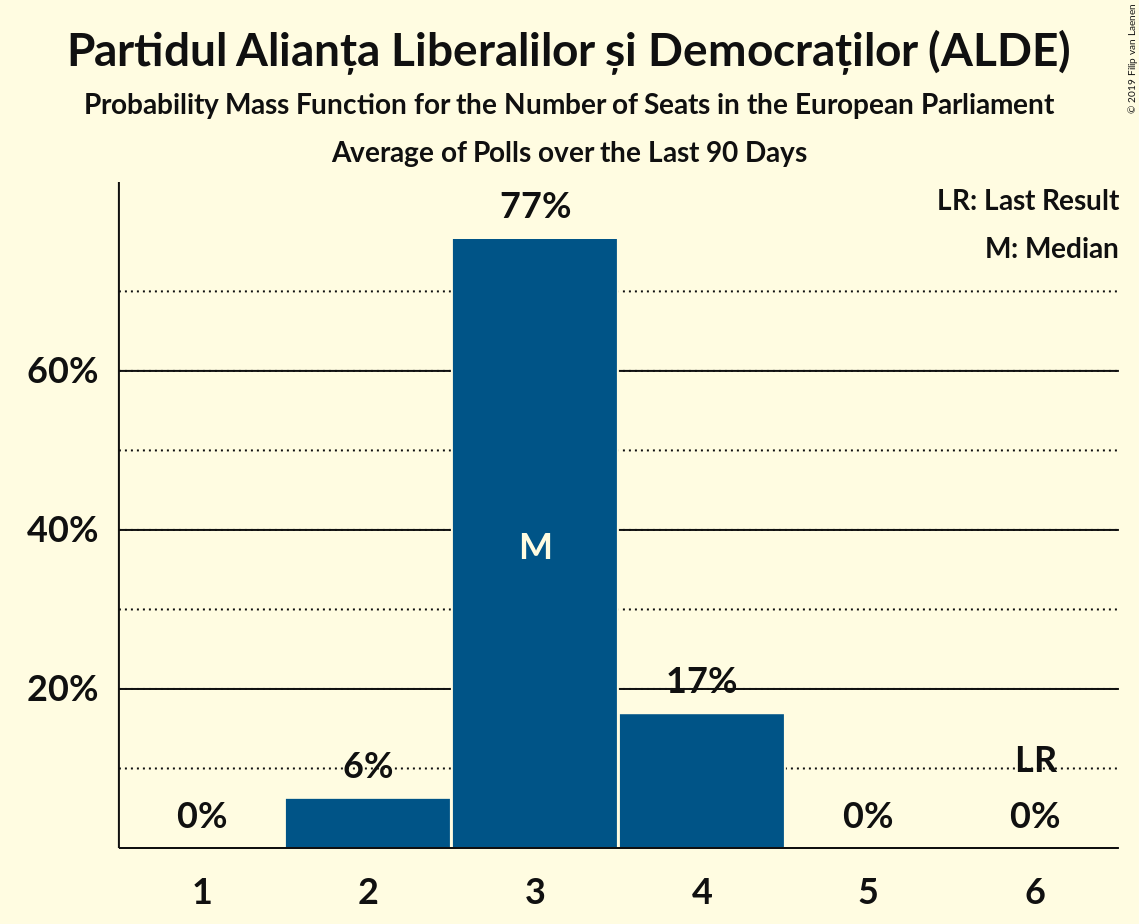 Partidul Alianța Liberalilor și Democraților (ALDE)
Probability Mass Function for the Number of Seats in the European Parliament
Average of Polls over the Last 90 Days
© 2019 Filip van Laenen
LR: Last Result
M: Median
77%
60%
40%
20%
M
17%
6%
LR
0%
0%
0%
1 2 3 4 5 6